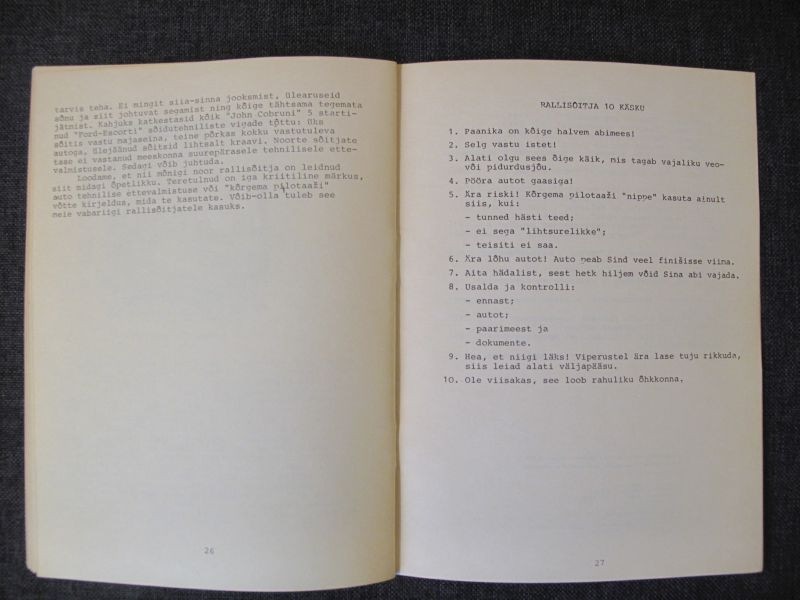 tarvis teha. Ei mingit siia-sinna jooksmist, ülearuseid
sõnu ja siit johtuvat segamist ning kõige tähtsama tegemata
jätmist. Kahjuks katkestasid kõik "John Cobruni" 5 starti-
nud "Ford-Escorti" sõidutehniliste vigade tõttu: üks
sõitis vastu majaseina, teine põrkas kokku vastutuleva
autoga, ülejäänud sõitsid lihtsalt kraavi. Noorte sõitjate
tase ei vastanud meeskonna suurepärasele tehnilisele ette-
valmistusele. Sedagi võib juhtuda.
Loodame, et nii mõnigi noor rallisõitja on leidnud
siit midagi õpetlikku. Teretulnud on iga kriitiline märkus,
auto tehnilise ettevalmistuse või "kõrgema pilotaaži"
võtte kirjeldus, mida te kasutate. Võib-olla tuleb see
meie vabariigi rallisõitjatele kasuks.
26
RALLISÕITJA 10 KÄSKU
1. Paanika on kõige halvem abimees!
2. Selg vastu istet!
3. Alati olgu sees õige käik, mis tagab vajaliku veo-
või pidurdusjõu.
4. Pööra autot gaasiga!
5. Ära riski! Kõrgema pilotaaži "nippe" kasuta ainult
siis, kui:
- tunned hästi teed;
- ei sega "lihtsurelikke";
- teisiti ei saa.
6. Ära lõhu autot! Auto peab Sind veel finišisse viima.
7. Aita hädalist, sest hetk hiljem võid Sina abi vajada.
8. Usalda ja kontrolli:
- ennast;
- autot;
- paarimeest ja
- dokumente.
9. Hea, et niigi läks! Viperustel ära lase tuju rikkuda,
siis leiad alati väljapääsu.
10. Ole viisakas, see loob rahuliku õhkkonna.
27